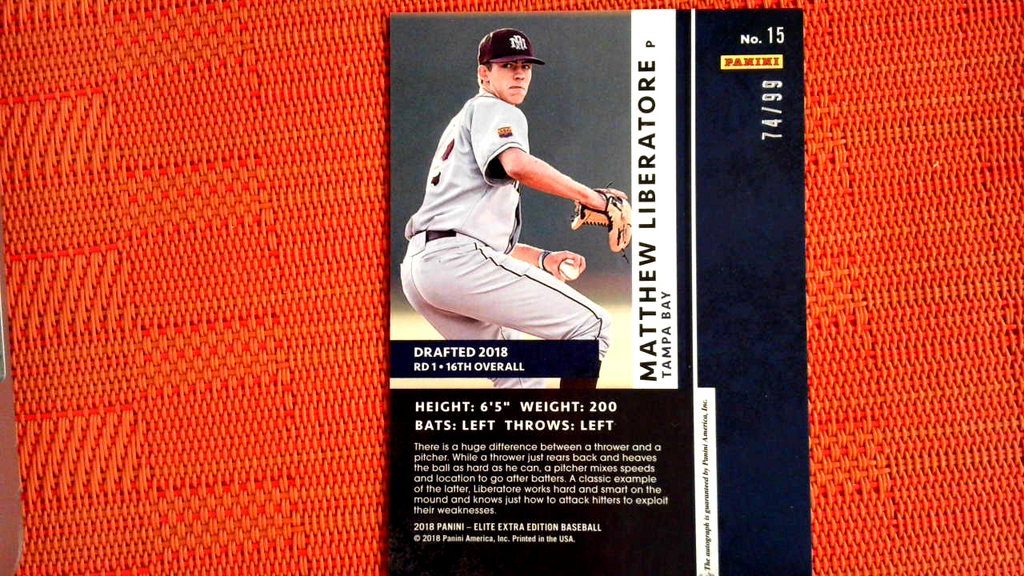 No. 15
PANINI
74/99
MATTHEW LIBERATORE P
TAMPA BAY
DRAFTED 2018
RD 1 • 16TH OVERALL
HEIGHT: 6'5" WEIGHT: 200
BATS: LEFT THROWS: LEFT
There is a huge difference between a thrower and a
pitcher. While a thrower just rears back and heaves
the ball as hard as he can, a pitcher mixes speeds
and location to go after batters. A classic example
of the latter, Liberatore works hard and smart on the
mound and knows just how to attack hitters to exploit
their weaknesses.
2018 PANINI – ELITE EXTRA EDITION BASEBALL
© 2018 Panini America, Inc. Printed in the USA.
The autograph is guaranteed by Panini America, Inc.